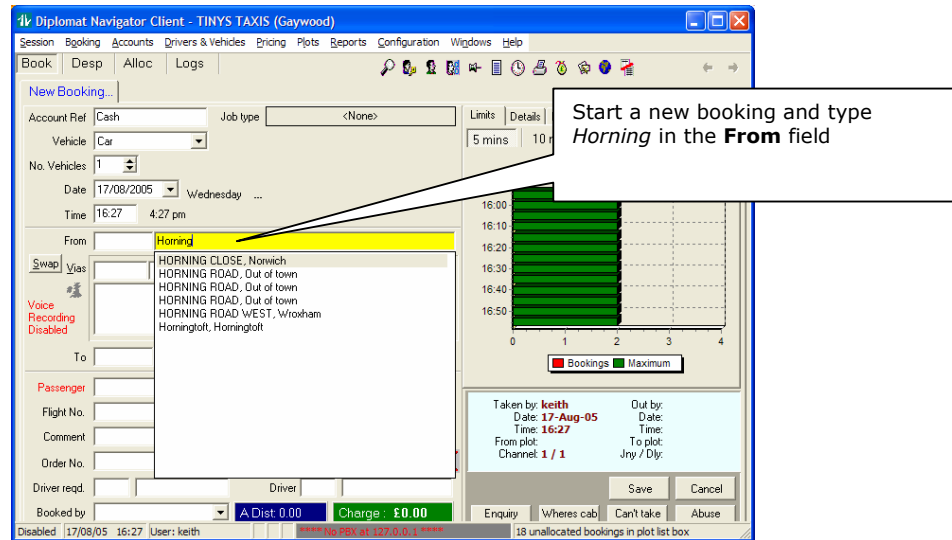 Diplomat Navigator Client - TINYS TAXIS (Gaywood)
Session Booking Accounts Drivers & Vehicles Pricing Plots Reports Configuration Windows Help
Book Desp Alloc Logs
New Booking...
Account Ref Cash Job type <None>
Vehicle Car
No. Vehicles 1
Date 17/08/2005 Wednesday ...
Time 16:27 4:27 pm
From Horning
HORNING CLOSE, Norwich
HORNING ROAD, Out of town
HORNING ROAD, Out of town
HORNING ROAD, Out of town
HORNING ROAD WEST, Wroxham
Horningtoft, Horningtoft
Swap Vias
Voice
Recording
Disabled
To
Passenger
Flight No.
Comment
Order No.
Driver reqd. Driver
Booked by A Dist: 0.00 Charge : £0.00
Limits Details
5 mins 10
Start a new booking and type
Horning in the From field
16:00
16:10
16:20
16:30
16:40
16:50
0 1 2 3 4
Bookings Maximum
Taken by: keith Out by:
Date: 17-Aug-05 Date:
Time: 16:27 Time:
From plot: To plot:
Channel: 1 / 1 Jny / Dly:
Save Cancel
Enquiry Wheres cab Can't take Abuse
Disabled 17/08/05 16:27 User: keith **** No PBX at 127.0.0.1 **** 18 unallocated bookings in plot list box